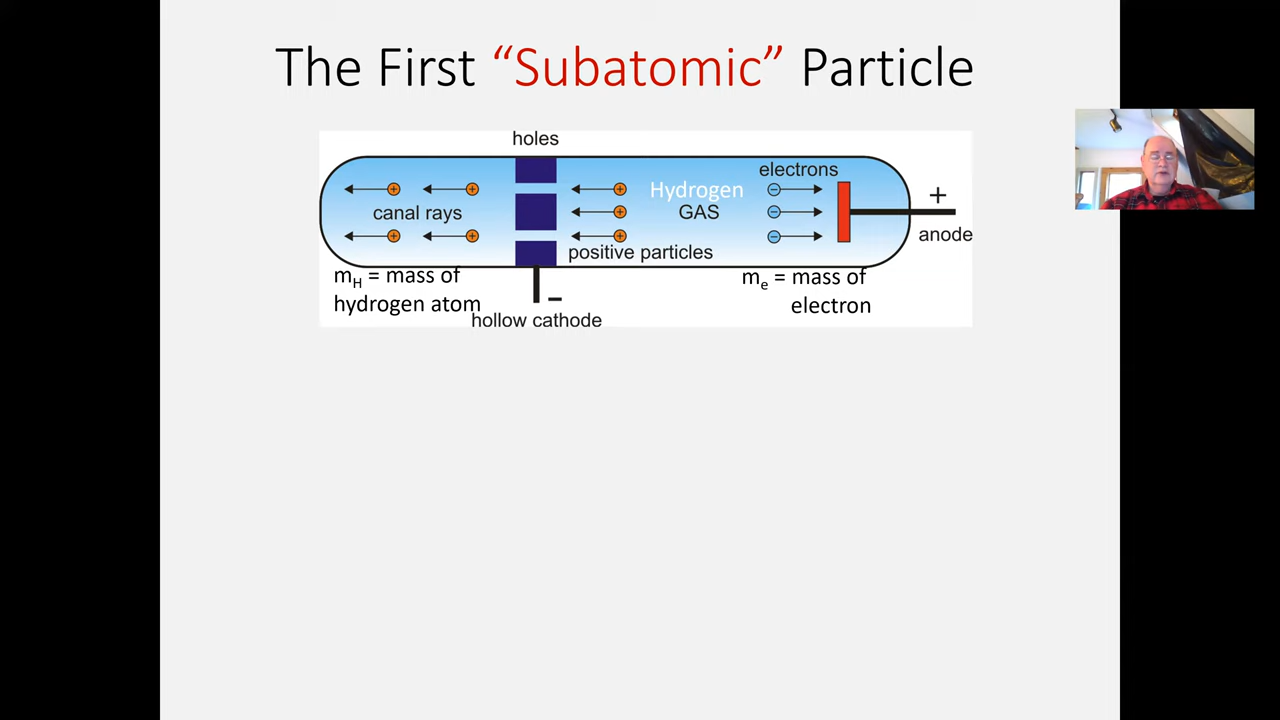 The First “Subatomic” Particle
holes
electrons
Hydrogen
GAS
canal rays
positive particles
+
anode
mH = mass of
hydrogen atom
me = mass of
electron
−
hollow cathode